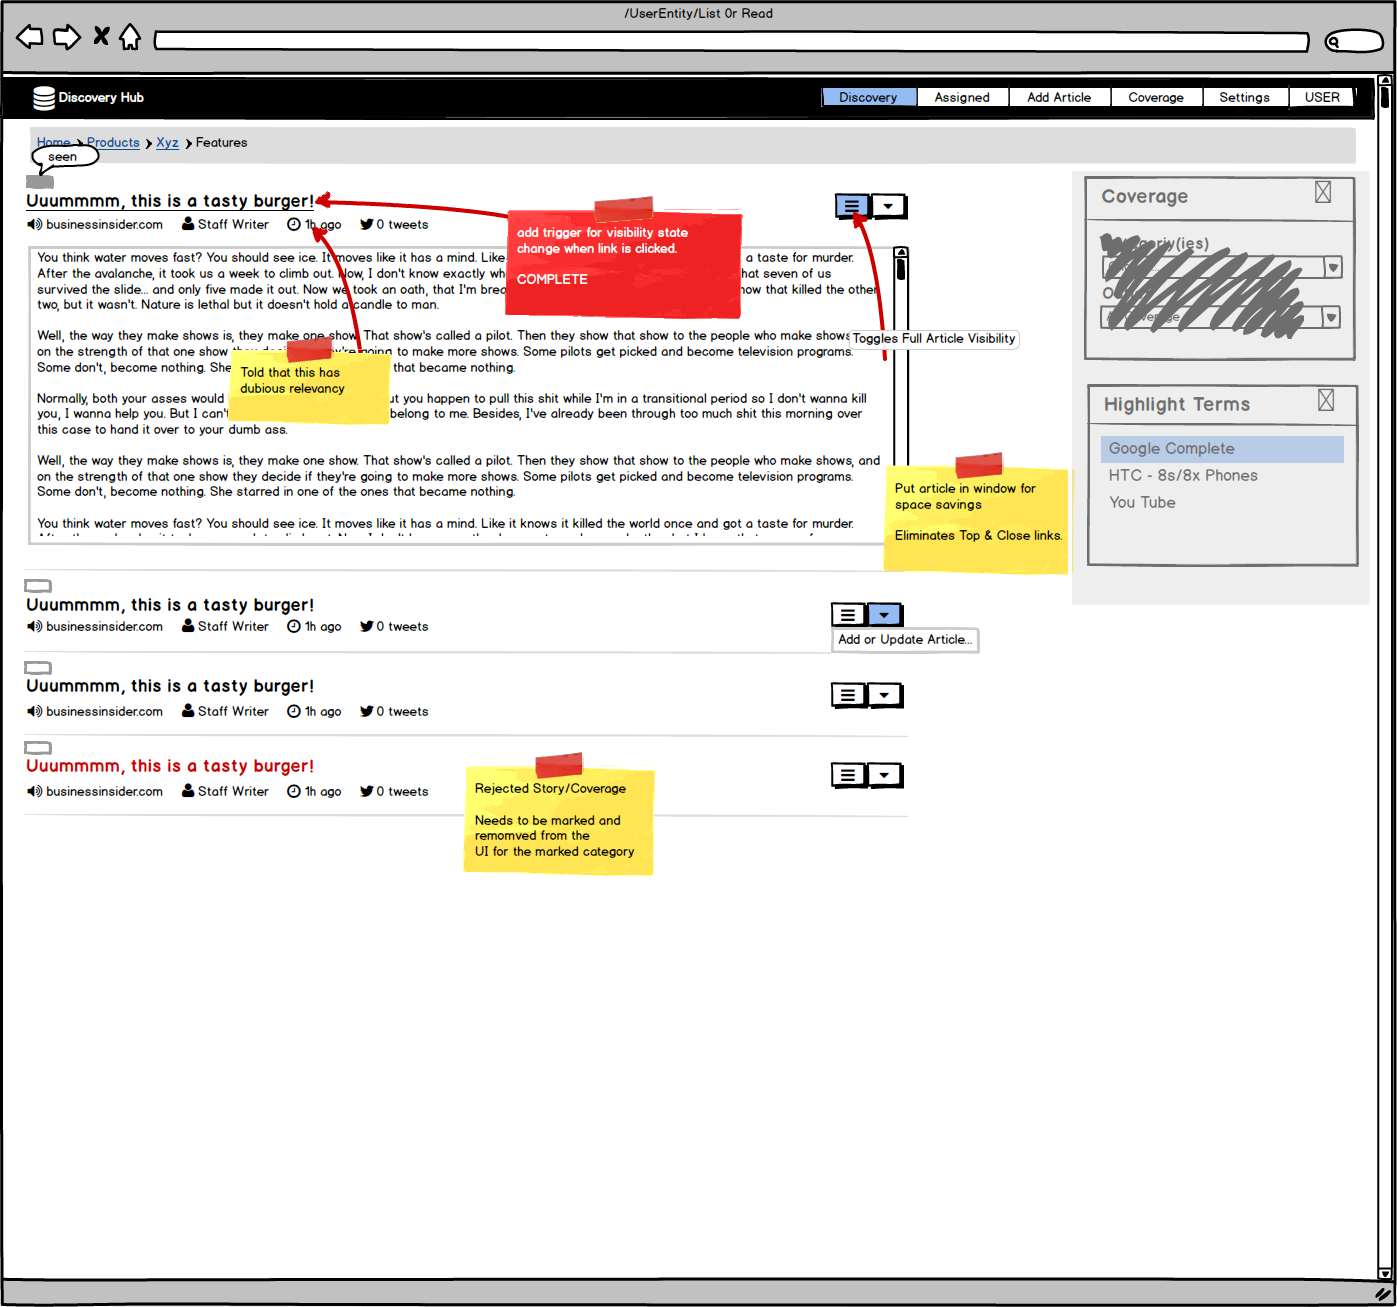 /UserEntity/List 0r Read
Discovery Hub
Discovery
Assigned
Add Article
Coverage
Settings
USER
Home
Products
Xyz
Features
seen
Uuummmm, this is a tasty burger!
businessinsider.com
Staff Writer
1h ago
0 tweets
add trigger for visibility state
change when link is clicked.
COMPLETE
You think water moves fast? You should see ice. It moves like it has a mind. Like a taste for murder.
After the avalanche, it took us a week to climb out. Now, I don't know exactly that seven of us
survived the slide... and only five made it out. Now we took an oath, that I'm now that killed the other
two, but it wasn't. Nature is lethal but it doesn't hold a candle to man.
Well, the way they make shows is, they make one show. That show's called a pilot. Then they show that show to the people who make shows
on the strength of that one show they're going to make more shows. Some pilots get picked and become television programs.
Some don't, become nothing. She that became nothing.
Toggles Full Article Visibility
Told that this has
dubious relevancy
Normally, both your asses would you happen to pull this shit while I'm in a transitional period so I don't wanna kill
you, I wanna help you. But I can't belong to me. Besides, I've already been through too much shit this morning over
this case to hand it over to your dumb ass.
Well, the way they make shows is, they make one show. That show's called a pilot. Then they show that show to the people who make shows, and
on the strength of that one show they decide if they're going to make more shows. Some pilots get picked and become television programs.
Some don't, become nothing. She starred in one of the ones that became nothing.
You think water moves fast? You should see ice. It moves like it has a mind. Like it knows it killed the world once and got a taste for murder.
Put article in window for
space savings
Eliminates Top & Close links.
Coverage
Highlight Terms
Google Complete
HTC - 8s/8x Phones
You Tube
Uuummmm, this is a tasty burger!
businessinsider.com
Staff Writer
1h ago
0 tweets
Add or Update Article...
Uuummmm, this is a tasty burger!
businessinsider.com
Staff Writer
1h ago
0 tweets
Uuummmm, this is a tasty burger!
businessinsider.com
Staff Writer
1h ago
0 tweets
Rejected Story/Coverage
Needs to be marked and
remomved from the
UI for the marked category